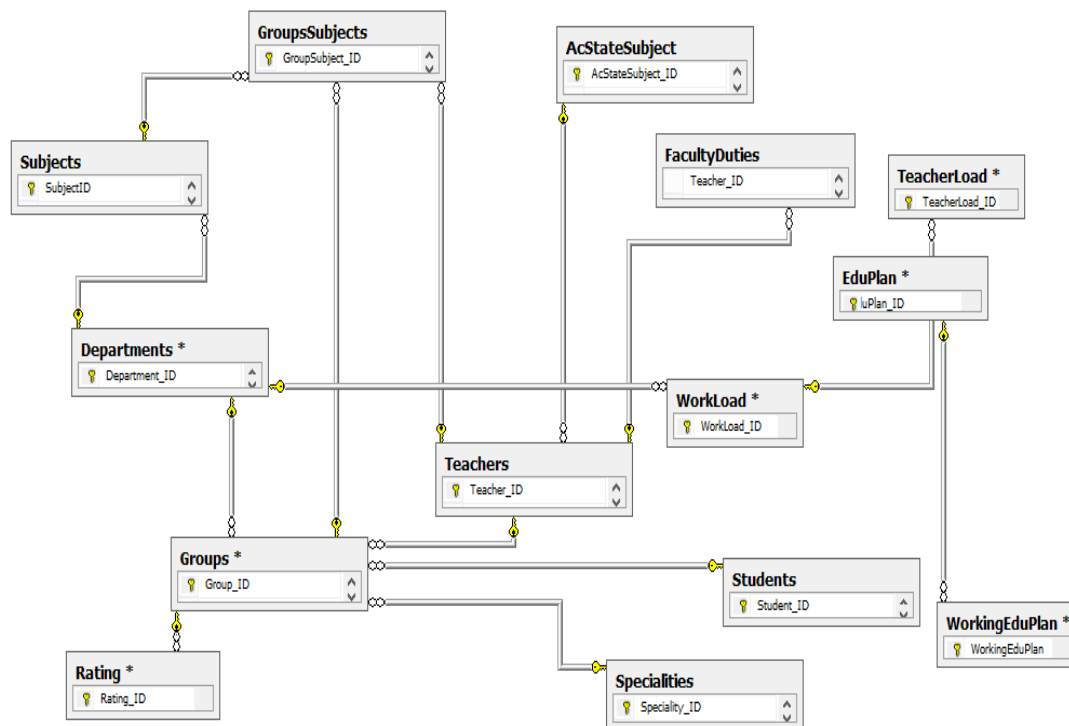 GroupsSubjects
GroupSubject_ID
AcStateSubject
AcStateSubject_ID
Subjects
SubjectID
FacultyDuties
Teacher_ID
TeacherLoad *
TeacherLoad_ID
EduPlan *
luPlan_ID
Departments *
Department_ID
WorkLoad *
WorkLoad_ID
Teachers
Teacher_ID
Groups *
Group_ID
Students
Student_ID
WorkingEduPlan *
WorkingEduPlan
Rating *
Rating_ID
Specialities
Speciality_ID